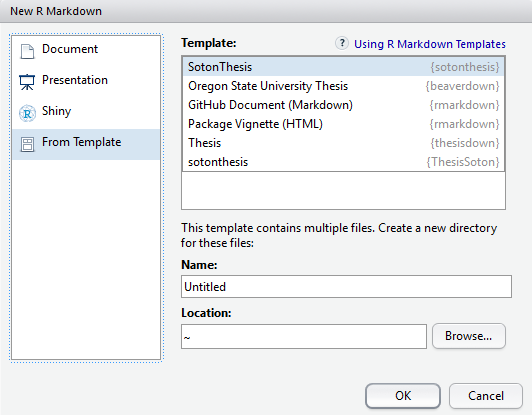 New R Markdown
Document
Presentation
Shiny
From Template
Template:
? Using R Markdown Templates
SotonThesis {sotonthesis}
Oregon State University Thesis {beaverdown}
GitHub Document (Markdown) {rmarkdown}
Package Vignette (HTML) {rmarkdown}
Thesis {thesisdown}
sotonthesis {ThesisSoton}
This template contains multiple files. Create a new directory
for these files:
Name:
Untitled
Location:
~
Browse...
OK
Cancel